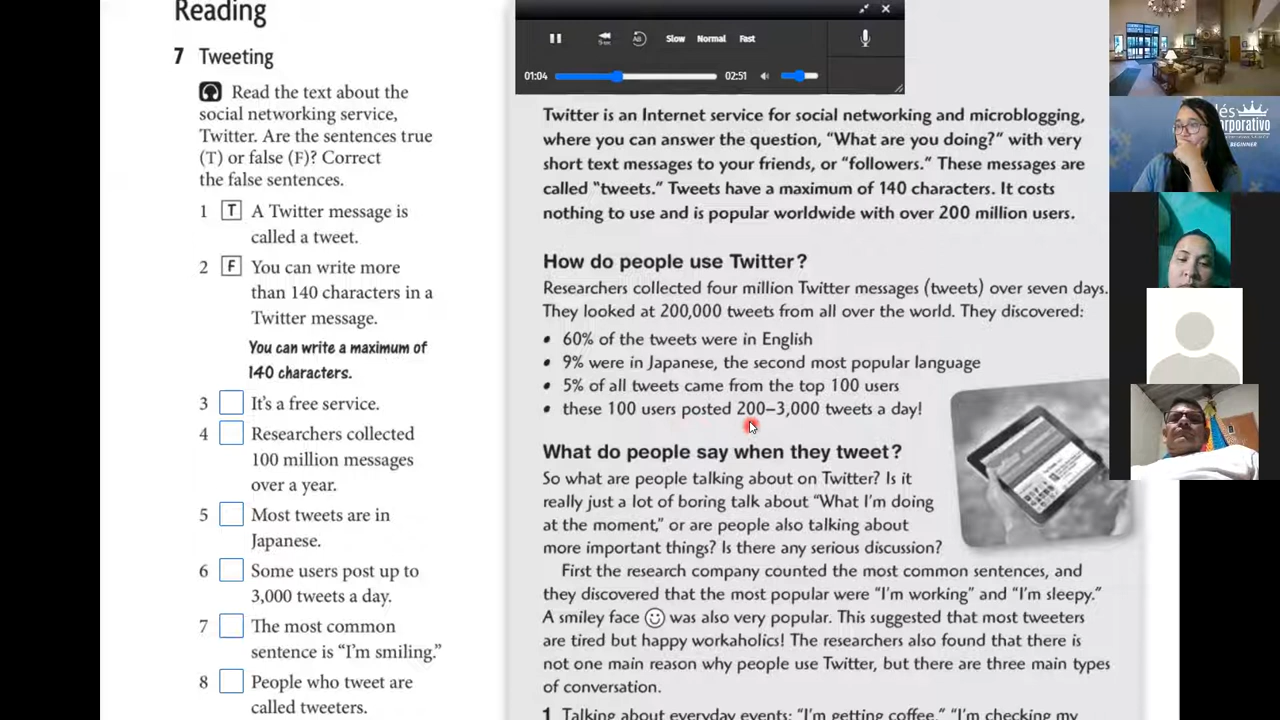 Reading
7 Tweeting
Read the text about the
social networking service,
Twitter. Are the sentences true
(T) or false (F)? Correct
the false sentences.
1 T A Twitter message is
called a tweet.
2 F You can write more
than 140 characters in a
Twitter message.
You can write a maximum of
140 characters.
3 It's a free service.
4 Researchers collected
100 million messages
over a year.
5 Most tweets are in
Japanese.
6 Some users post up to
3,000 tweets a day.
7 The most common
sentence is “I'm smiling.”
8 People who tweet are
called tweeters.
5 sec AB Slow Normal Fast
01:04 02:51
Twitter is an Internet service for social networking and microblogging,
where you can answer the question, “What are you doing?” with very
short text messages to your friends, or “followers.” These messages are
called “tweets.” Tweets have a maximum of 140 characters. It costs
nothing to use and is popular worldwide with over 200 million users.
How do people use Twitter?
Researchers collected four million Twitter messages (tweets) over seven days.
They looked at 200,000 tweets from all over the world. They discovered:
• 60% of the tweets were in English
• 9% were in Japanese, the second most popular language
• 5% of all tweets came from the top 100 users
• these 100 users posted 200–3,000 tweets a day!
What do people say when they tweet?
So what are people talking about on Twitter? Is it
really just a lot of boring talk about “What I'm doing
at the moment,” or are people also talking about
more important things? Is there any serious discussion?
First the research company counted the most common sentences, and
they discovered that the most popular were “I'm working” and “I'm sleepy.”
A smiley face was also very popular. This suggested that most tweeters
are tired but happy workaholics! The researchers also found that there is
not one main reason why people use Twitter, but there are three main types
of conversation.
1 Talking about everyday events: “I'm getting coffee,” “I'm checking my
lés
orporativo
BEGINNER